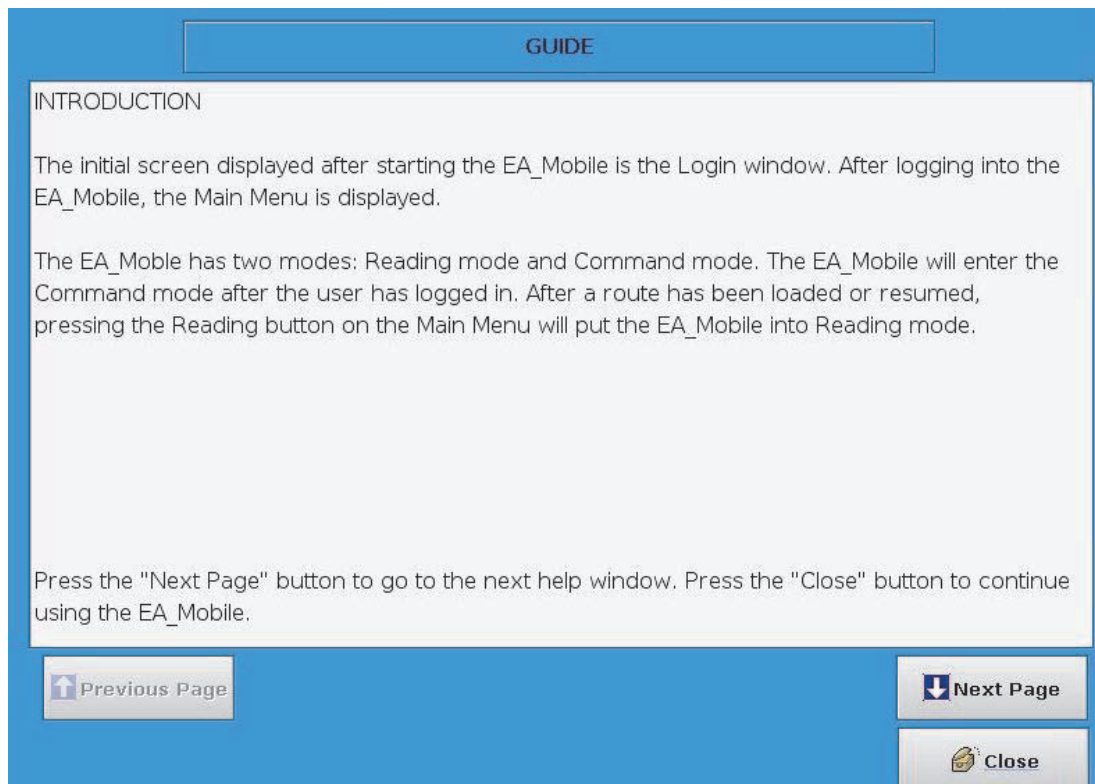 GUIDE
INTRODUCTION
The initial screen displayed after starting the EA_Mobile is the Login window. After logging into the
EA_Mobile, the Main Menu is displayed.
The EA_Moble has two modes: Reading mode and Command mode. The EA_Mobile will enter the
Command mode after the user has logged in. After a route has been loaded or resumed,
pressing the Reading button on the Main Menu will put the EA_Mobile into Reading mode.
Press the "Next Page" button to go to the next help window. Press the "Close" button to continue
using the EA_Mobile.
Previous Page
Next Page
Close